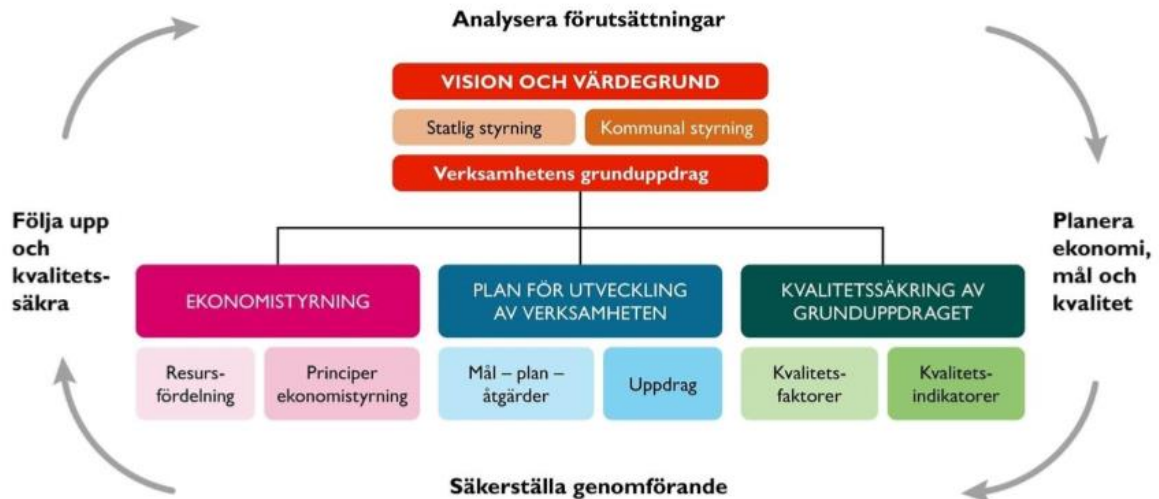 Analysera förutsättningar
VISION OCH VÄRDEGRUND
Statlig styrning
Kommunal styrning
Verksamhetens grunduppdrag
Följa upp
och
kvalitets-
säkra
Planera
ekonomi,
mål och
kvalitet
EKONOMISTYRNING
PLAN FÖR UTVECKLING
AV VERKSAMHETEN
KVALITETSSÄKRING AV
GRUNDUPPDRAGET
Resurs-
fördelning
Principer
ekonomistyrning
Mål – plan –
åtgärder
Uppdrag
Kvalitets-
faktorer
Kvalitets-
indikatorer
Säkerställa genomförande